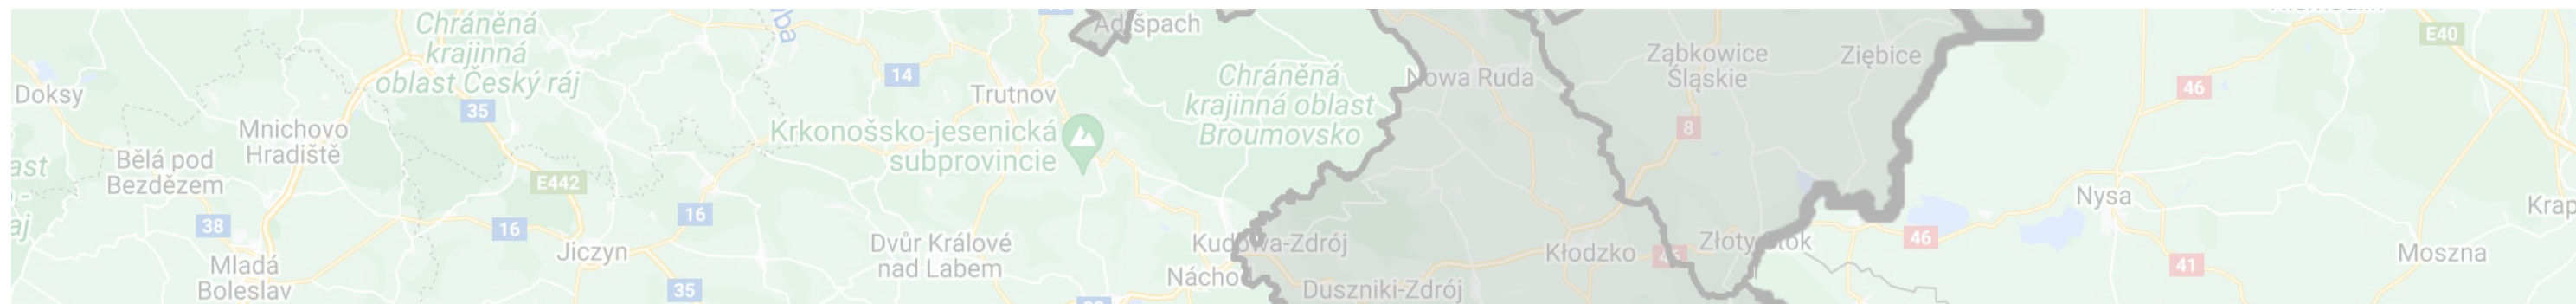 Doksy
Mnichovo
Hradiště
Bělá pod
Bezdězem
38
Mladá
Boleslav
Chráněná
krajinná
oblast Český ráj
35
E442
16
Jiczyn
16
35
14
Trutnov
Krkonošsko-jesenická
subprovincie
Dvůr Králové
nad Labem
Adršpach
Chráněná
krajinná oblast
Broumovsko
Kudowa-Zdrój
Náchod
Duszniki-Zdrój
Nowa Ruda
Kłodzko
Ząbkowice
Śląskie
8
Ziębice
Złoty Stok
46
Nysa
46
41
E40
Moszna